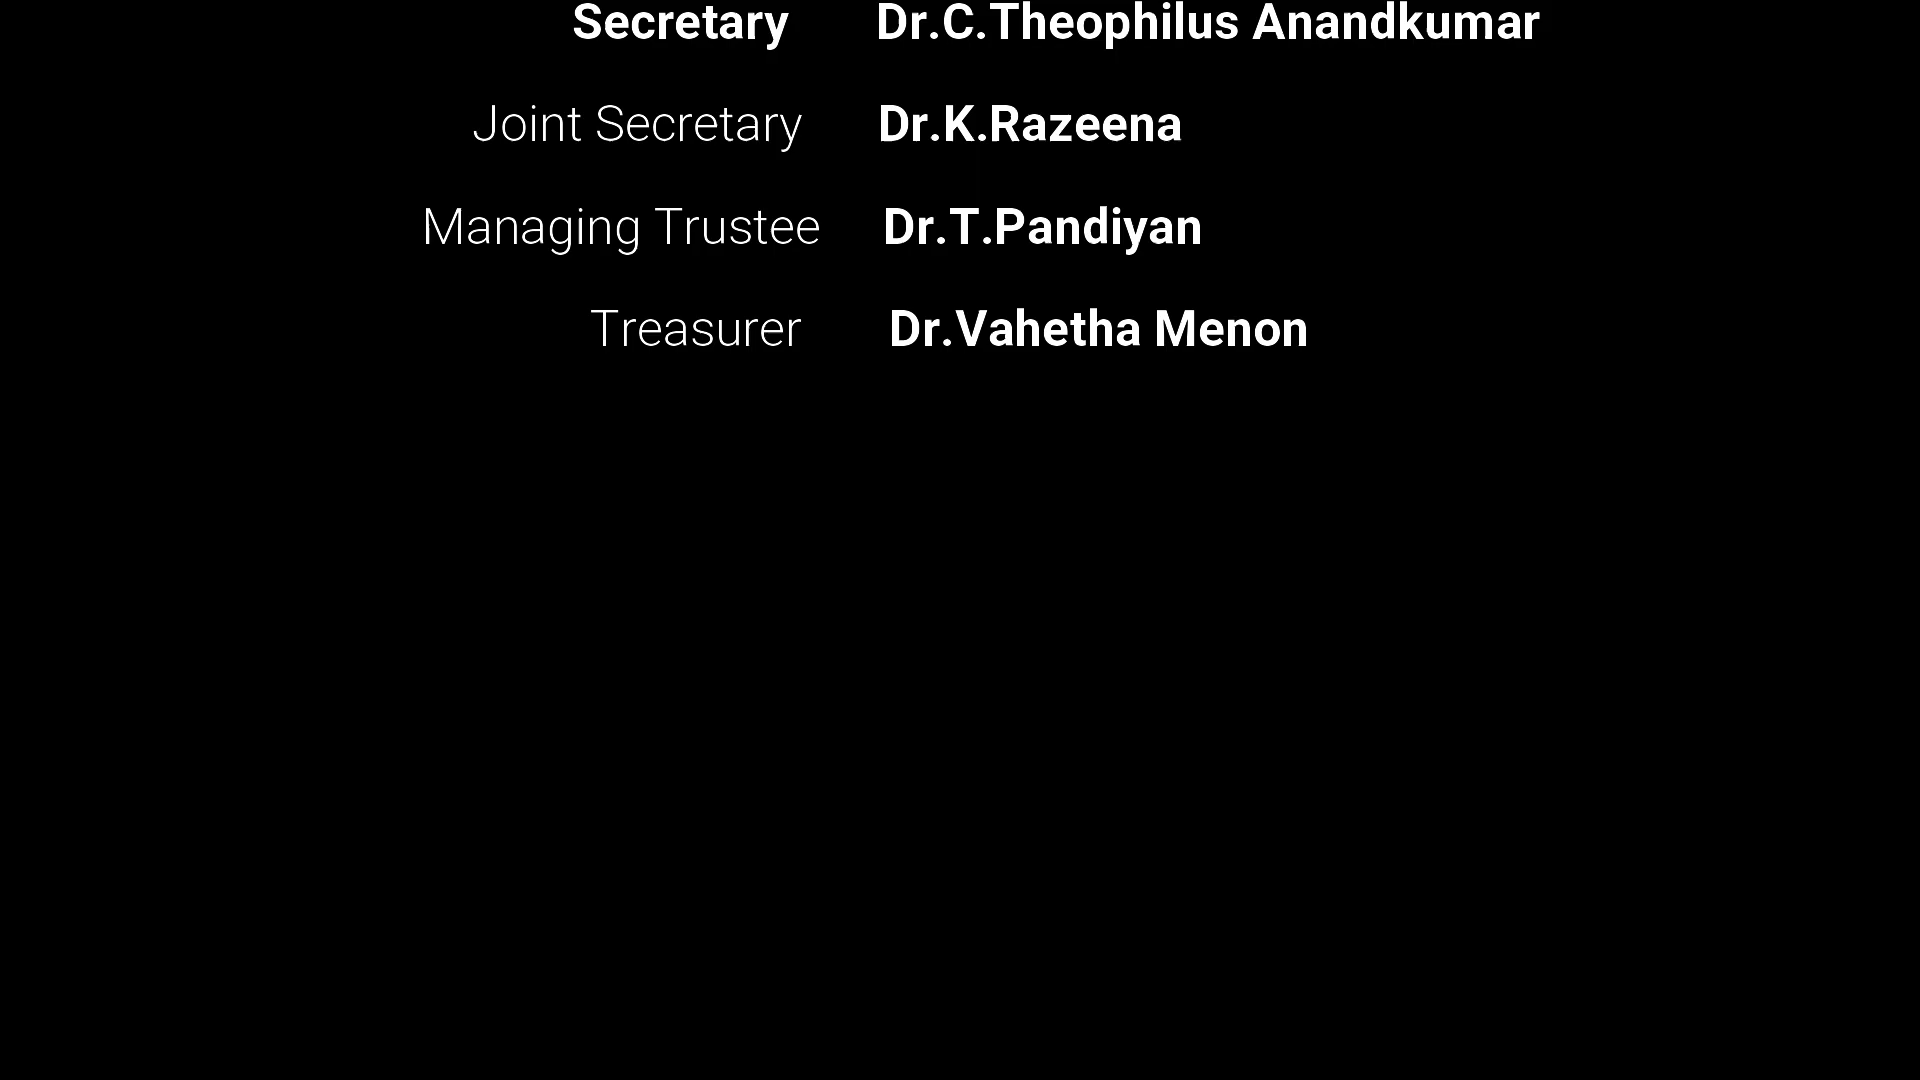 Secretary Dr.C.Theophilus Anandkumar
Joint Secretary Dr.K.Razeena
Managing Trustee Dr.T.Pandiyan
Treasurer Dr.Vahetha Menon